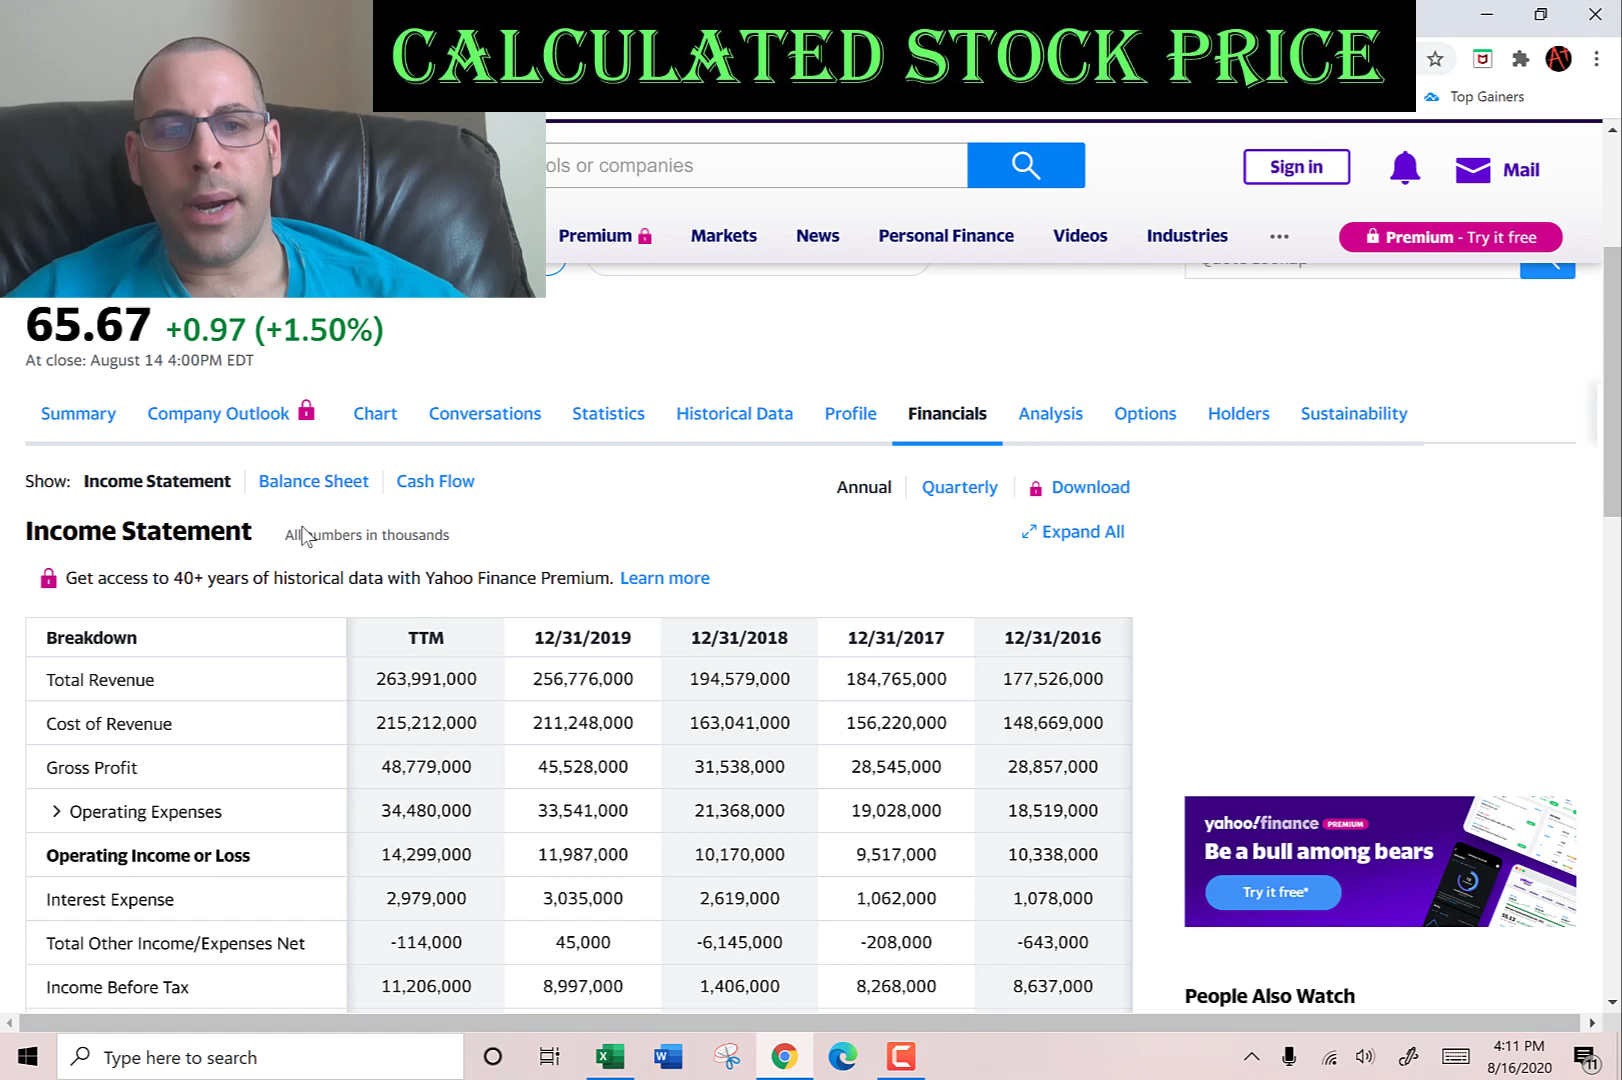 CALCULATED STOCK PRICE
Top Gainers
ols or companies
Sign in
Mail
Premium
Markets
News
Personal Finance
Videos
Industries
Premium - Try it free
65.67 +0.97 (+1.50%)
At close: August 14 4:00PM EDT
Summary
Company Outlook
Chart
Conversations
Statistics
Historical Data
Profile
Financials
Analysis
Options
Holders
Sustainability
Show: Income Statement Balance Sheet Cash Flow
Annual Quarterly Download
Income Statement All numbers in thousands
Expand All
Get access to 40+ years of historical data with Yahoo Finance Premium. Learn more
Breakdown TTM 12/31/2019 12/31/2018 12/31/2017 12/31/2016
Total Revenue 263,991,000 256,776,000 194,579,000 184,765,000 177,526,000
Cost of Revenue 215,212,000 211,248,000 163,041,000 156,220,000 148,669,000
Gross Profit 48,779,000 45,528,000 31,538,000 28,545,000 28,857,000
Operating Expenses 34,480,000 33,541,000 21,368,000 19,028,000 18,519,000
Operating Income or Loss 14,299,000 11,987,000 10,170,000 9,517,000 10,338,000
Interest Expense 2,979,000 3,035,000 2,619,000 1,062,000 1,078,000
Total Other Income/Expenses Net -114,000 45,000 -6,145,000 -208,000 -643,000
Income Before Tax 11,206,000 8,997,000 1,406,000 8,268,000 8,637,000
yahoo!finance PREMIUM
Be a bull among bears
Try it free*
People Also Watch
Type here to search
4:11 PM
8/16/2020
11